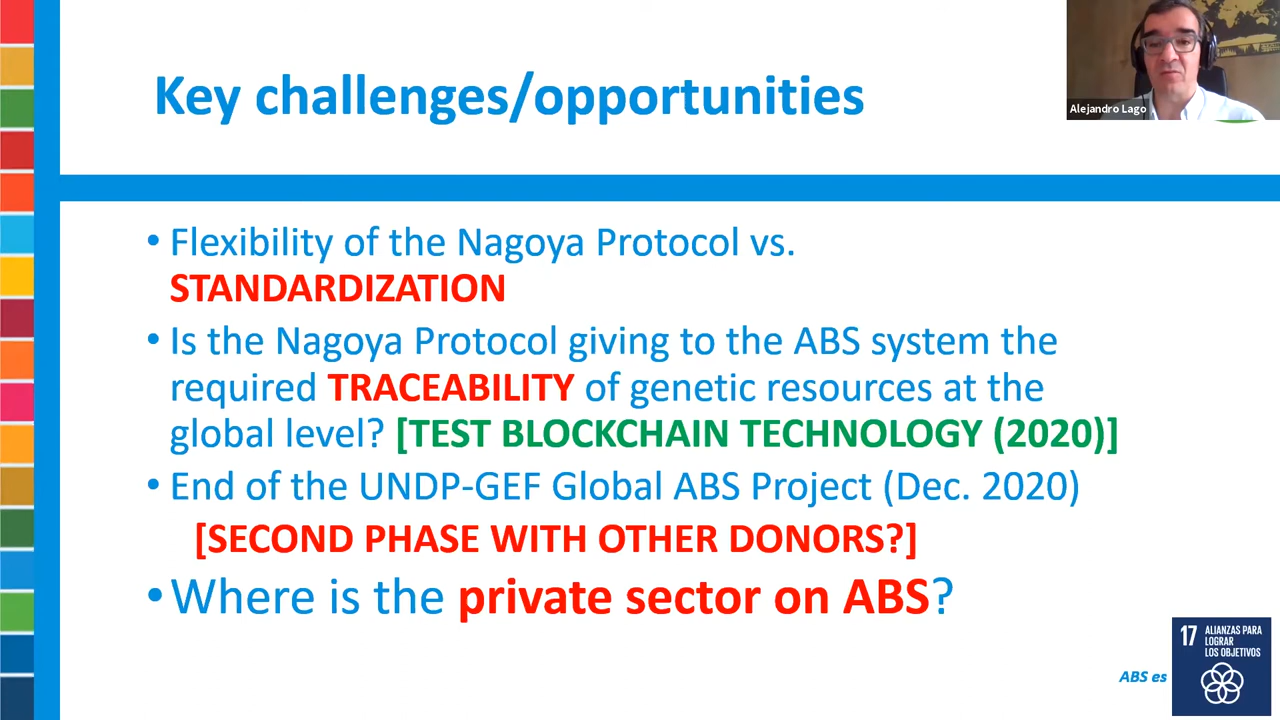 Key challenges/opportunities
Alejandro Lago
• Flexibility of the Nagoya Protocol vs.
STANDARDIZATION
• Is the Nagoya Protocol giving to the ABS system the
required TRACEABILITY of genetic resources at the
global level? [TEST BLOCKCHAIN TECHNOLOGY (2020)]
• End of the UNDP-GEF Global ABS Project (Dec. 2020)
[SECOND PHASE WITH OTHER DONORS?]
• Where is the private sector on ABS?
17 ALIANZAS PARA
LOGRAR
LOS OBJETIVOS
ABS es